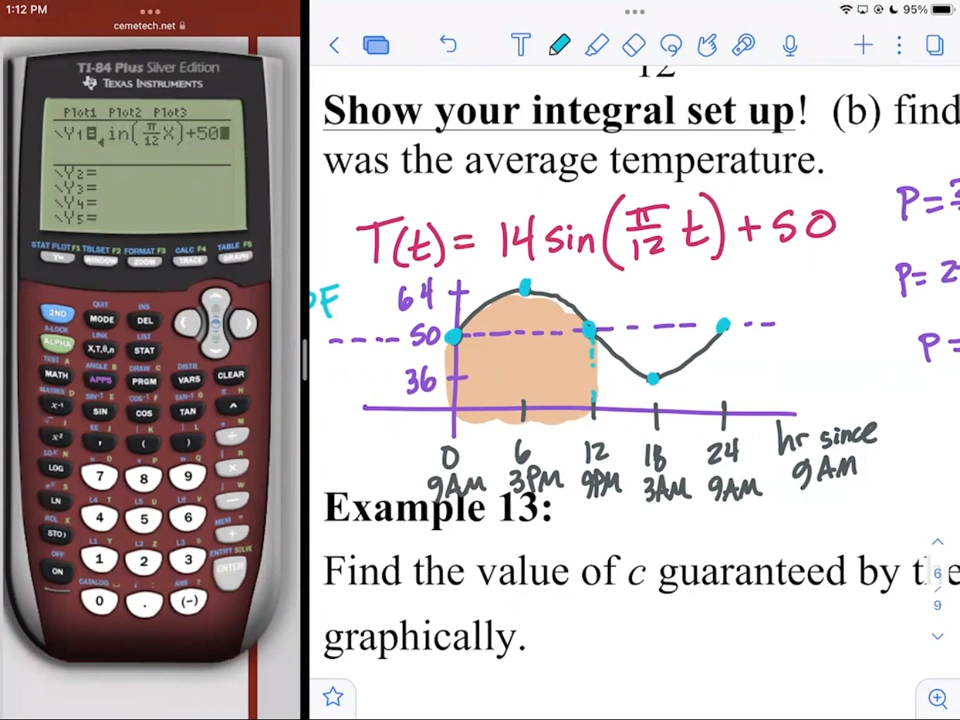 1:12 PM
95%
cemetech.net
TI-84 Plus Silver Edition
TEXAS INSTRUMENTS
Plot1 Plot2 Plot3
\Y1=in(π/12X)+50
\Y2=
\Y3=
\Y4=
\Y5=
STAT PLOT F1 TBLSET F2 FORMAT F3 CALC F4 TABLE F5
Y= WINDOW ZOOM TRACE GRAPH
QUIT INS
2ND MODE DEL
A-LOCK LINK LIST
ALPHA X,T,θ,n STAT
TEST A ANGLE B DRAW C DISTR
MATH APPS PRGM VARS CLEAR
MATRIX D SIN⁻¹ E COS⁻¹ F TAN⁻¹ G
x⁻¹ SIN COS TAN ^
x² , ( ) ÷
LOG 7 8 9 ×
LN 4 5 6 −
RCL X
STO▸ 1 2 3 +
OFF CATALOG ANS ? ENTRY SOLVE
ON 0 . (−) ENTER
12
Show your integral set up! (b) find
was the average temperature.
T(t) = 14 sin(π/12 t) + 50
P =
P = 2
P =
°F
64
50
36
0 6 12 18 24
9AM 3PM 9PM 3AM 9AM
hr since
9AM
Example 13:
Find the value of c guaranteed by the
graphically.
6
/
9